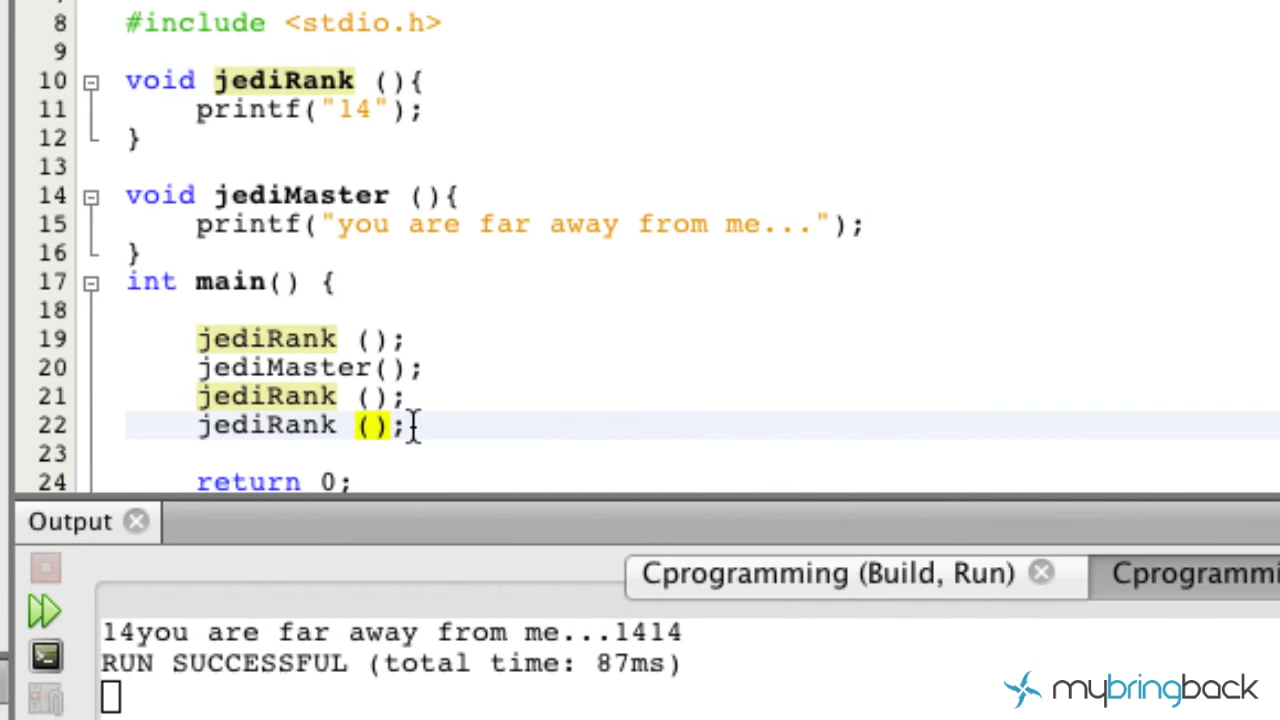 8 #include <stdio.h>
9
10 void jediRank (){
11 printf("14");
12 }
13
14 void jediMaster (){
15 printf("you are far away from me...");
16 }
17 int main() {
18
19 jediRank ();
20 jediMaster();
21 jediRank ();
22 jediRank ();
23
24 return 0;
Output
Cprogramming (Build, Run) Cprogrammi
14you are far away from me...1414
RUN SUCCESSFUL (total time: 87ms)
mybringback